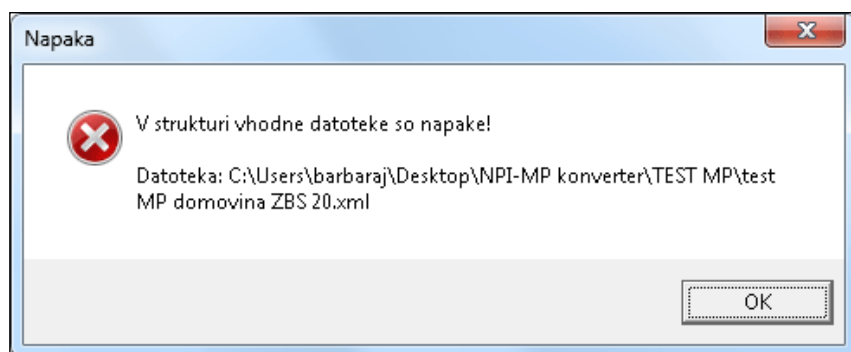 Napaka
V strukturi vhodne datoteke so napake!
Datoteka: C:\Users\barbaraj\Desktop\NPI-MP konverter\TEST MP\test
MP domovina ZBS 20.xml
OK